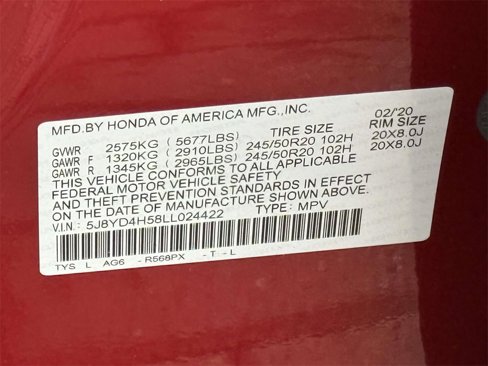 MFD.BY HONDA OF AMERICA MFG.,INC. 02/'20
TIRE SIZE RIM SIZE
GVWR 2575KG ( 5677LBS)
GAWR F 1320KG ( 2910LBS) 245/50R20 102H 20X8.0J
GAWR R 1345KG ( 2965LBS) 245/50R20 102H 20X8.0J
THIS VEHICLE CONFORMS TO ALL APPLICABLE
FEDERAL MOTOR VEHICLE SAFETY
AND THEFT PREVENTION STANDARDS IN EFFECT
ON THE DATE OF MANUFACTURE SHOWN ABOVE.
V.I.N.: 5J8YD4H58LL024422 TYPE: MPV
TYS L AG6 - R568PX - T - L